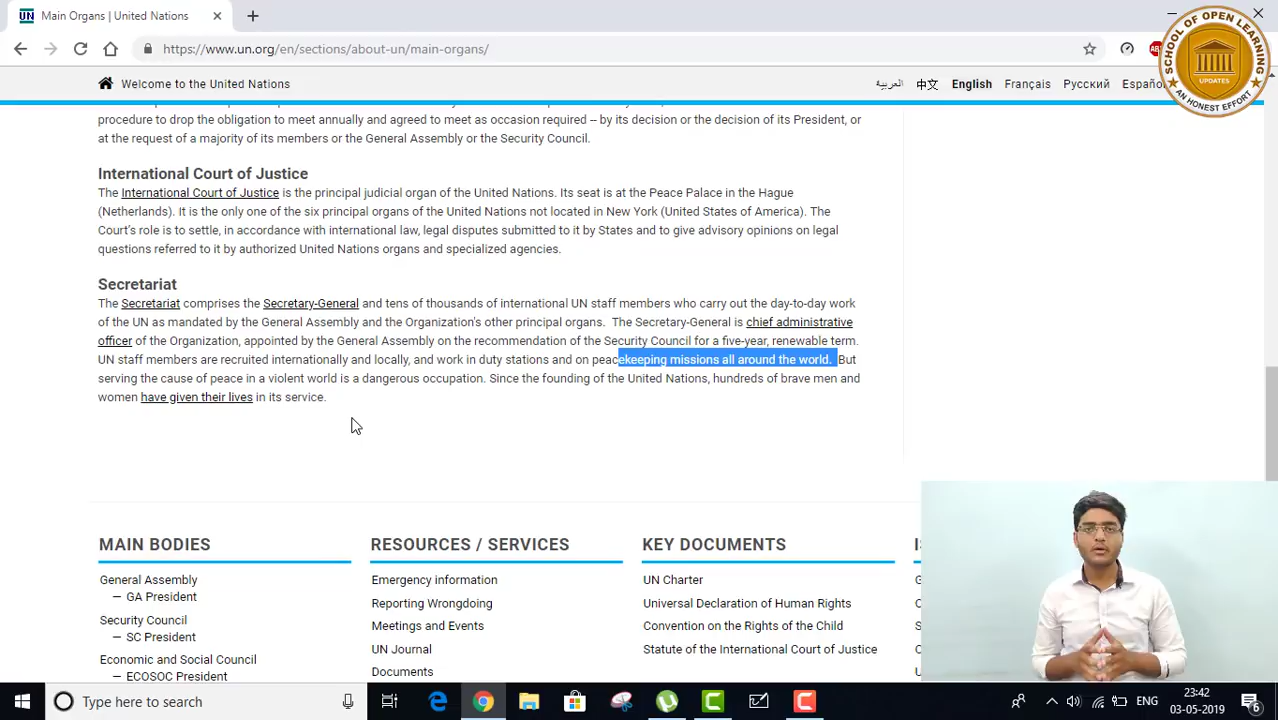 Main Organs | United Nations
https://www.un.org/en/sections/about-un/main-organs/
SCHOOL OF OPEN LEARNING
UPDATES
AN HONEST EFFORT
Welcome to the United Nations
العربية 中文 English Français Русский Español
procedure to drop the obligation to meet annually and agreed to meet as occasion required -- by its decision or the decision of its President, or
at the request of a majority of its members or the General Assembly or the Security Council.
International Court of Justice
The International Court of Justice is the principal judicial organ of the United Nations. Its seat is at the Peace Palace in the Hague
(Netherlands). It is the only one of the six principal organs of the United Nations not located in New York (United States of America). The
Court's role is to settle, in accordance with international law, legal disputes submitted to it by States and to give advisory opinions on legal
questions referred to it by authorized United Nations organs and specialized agencies.
Secretariat
The Secretariat comprises the Secretary-General and tens of thousands of international UN staff members who carry out the day-to-day work
of the UN as mandated by the General Assembly and the Organization's other principal organs. The Secretary-General is chief administrative
officer of the Organization, appointed by the General Assembly on the recommendation of the Security Council for a five-year, renewable term.
UN staff members are recruited internationally and locally, and work in duty stations and on peacekeeping missions all around the world. But
serving the cause of peace in a violent world is a dangerous occupation. Since the founding of the United Nations, hundreds of brave men and
women have given their lives in its service.
MAIN BODIES
General Assembly
— GA President
Security Council
— SC President
Economic and Social Council
— ECOSOC President
RESOURCES / SERVICES
Emergency information
Reporting Wrongdoing
Meetings and Events
UN Journal
Documents
KEY DOCUMENTS
UN Charter
Universal Declaration of Human Rights
Convention on the Rights of the Child
Statute of the International Court of Justice
Type here to search
ENG
23:42
03-05-2019
6